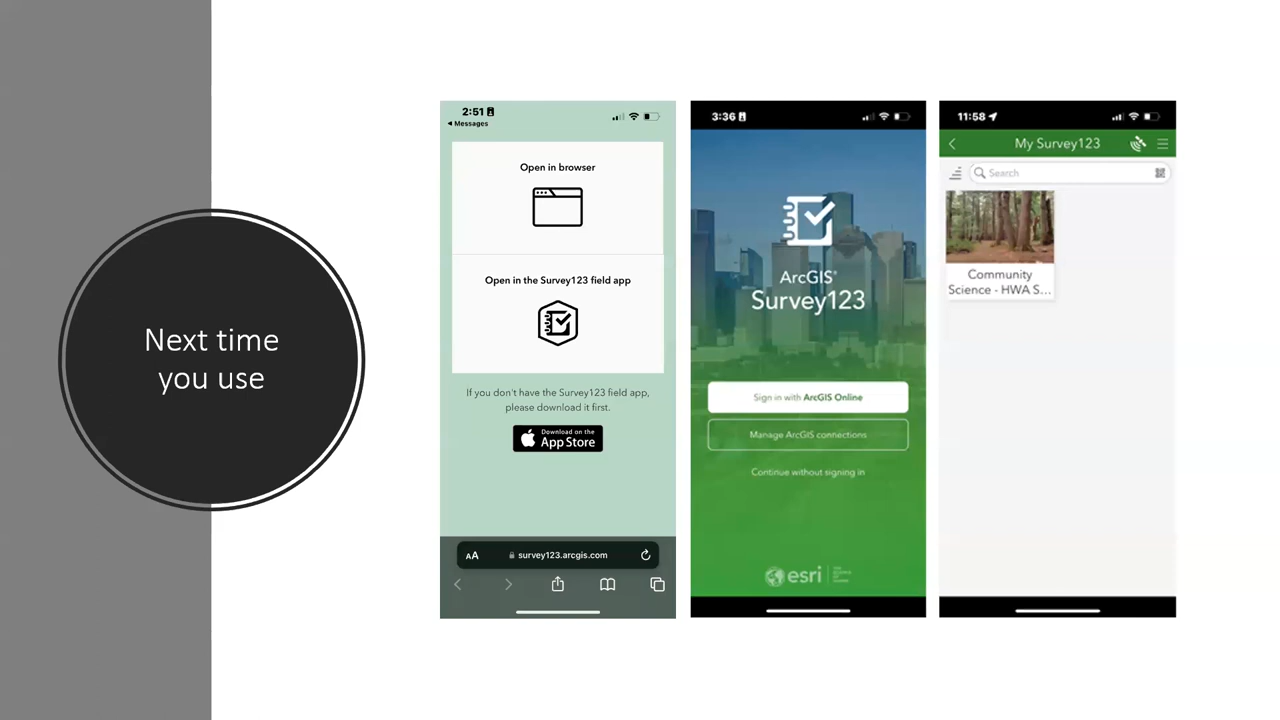 Next time
you use
2:51
Messages
Open in browser
Open in the Survey123 field app
If you don't have the Survey123 field app,
please download it first.
Download on the
App Store
AA survey123.arcgis.com
3:36
ArcGIS®
Survey123
Sign in with ArcGIS Online
Manage ArcGIS connections
Continue without signing in
esri
11:58
My Survey123
Search
Community
Science - HWA S...